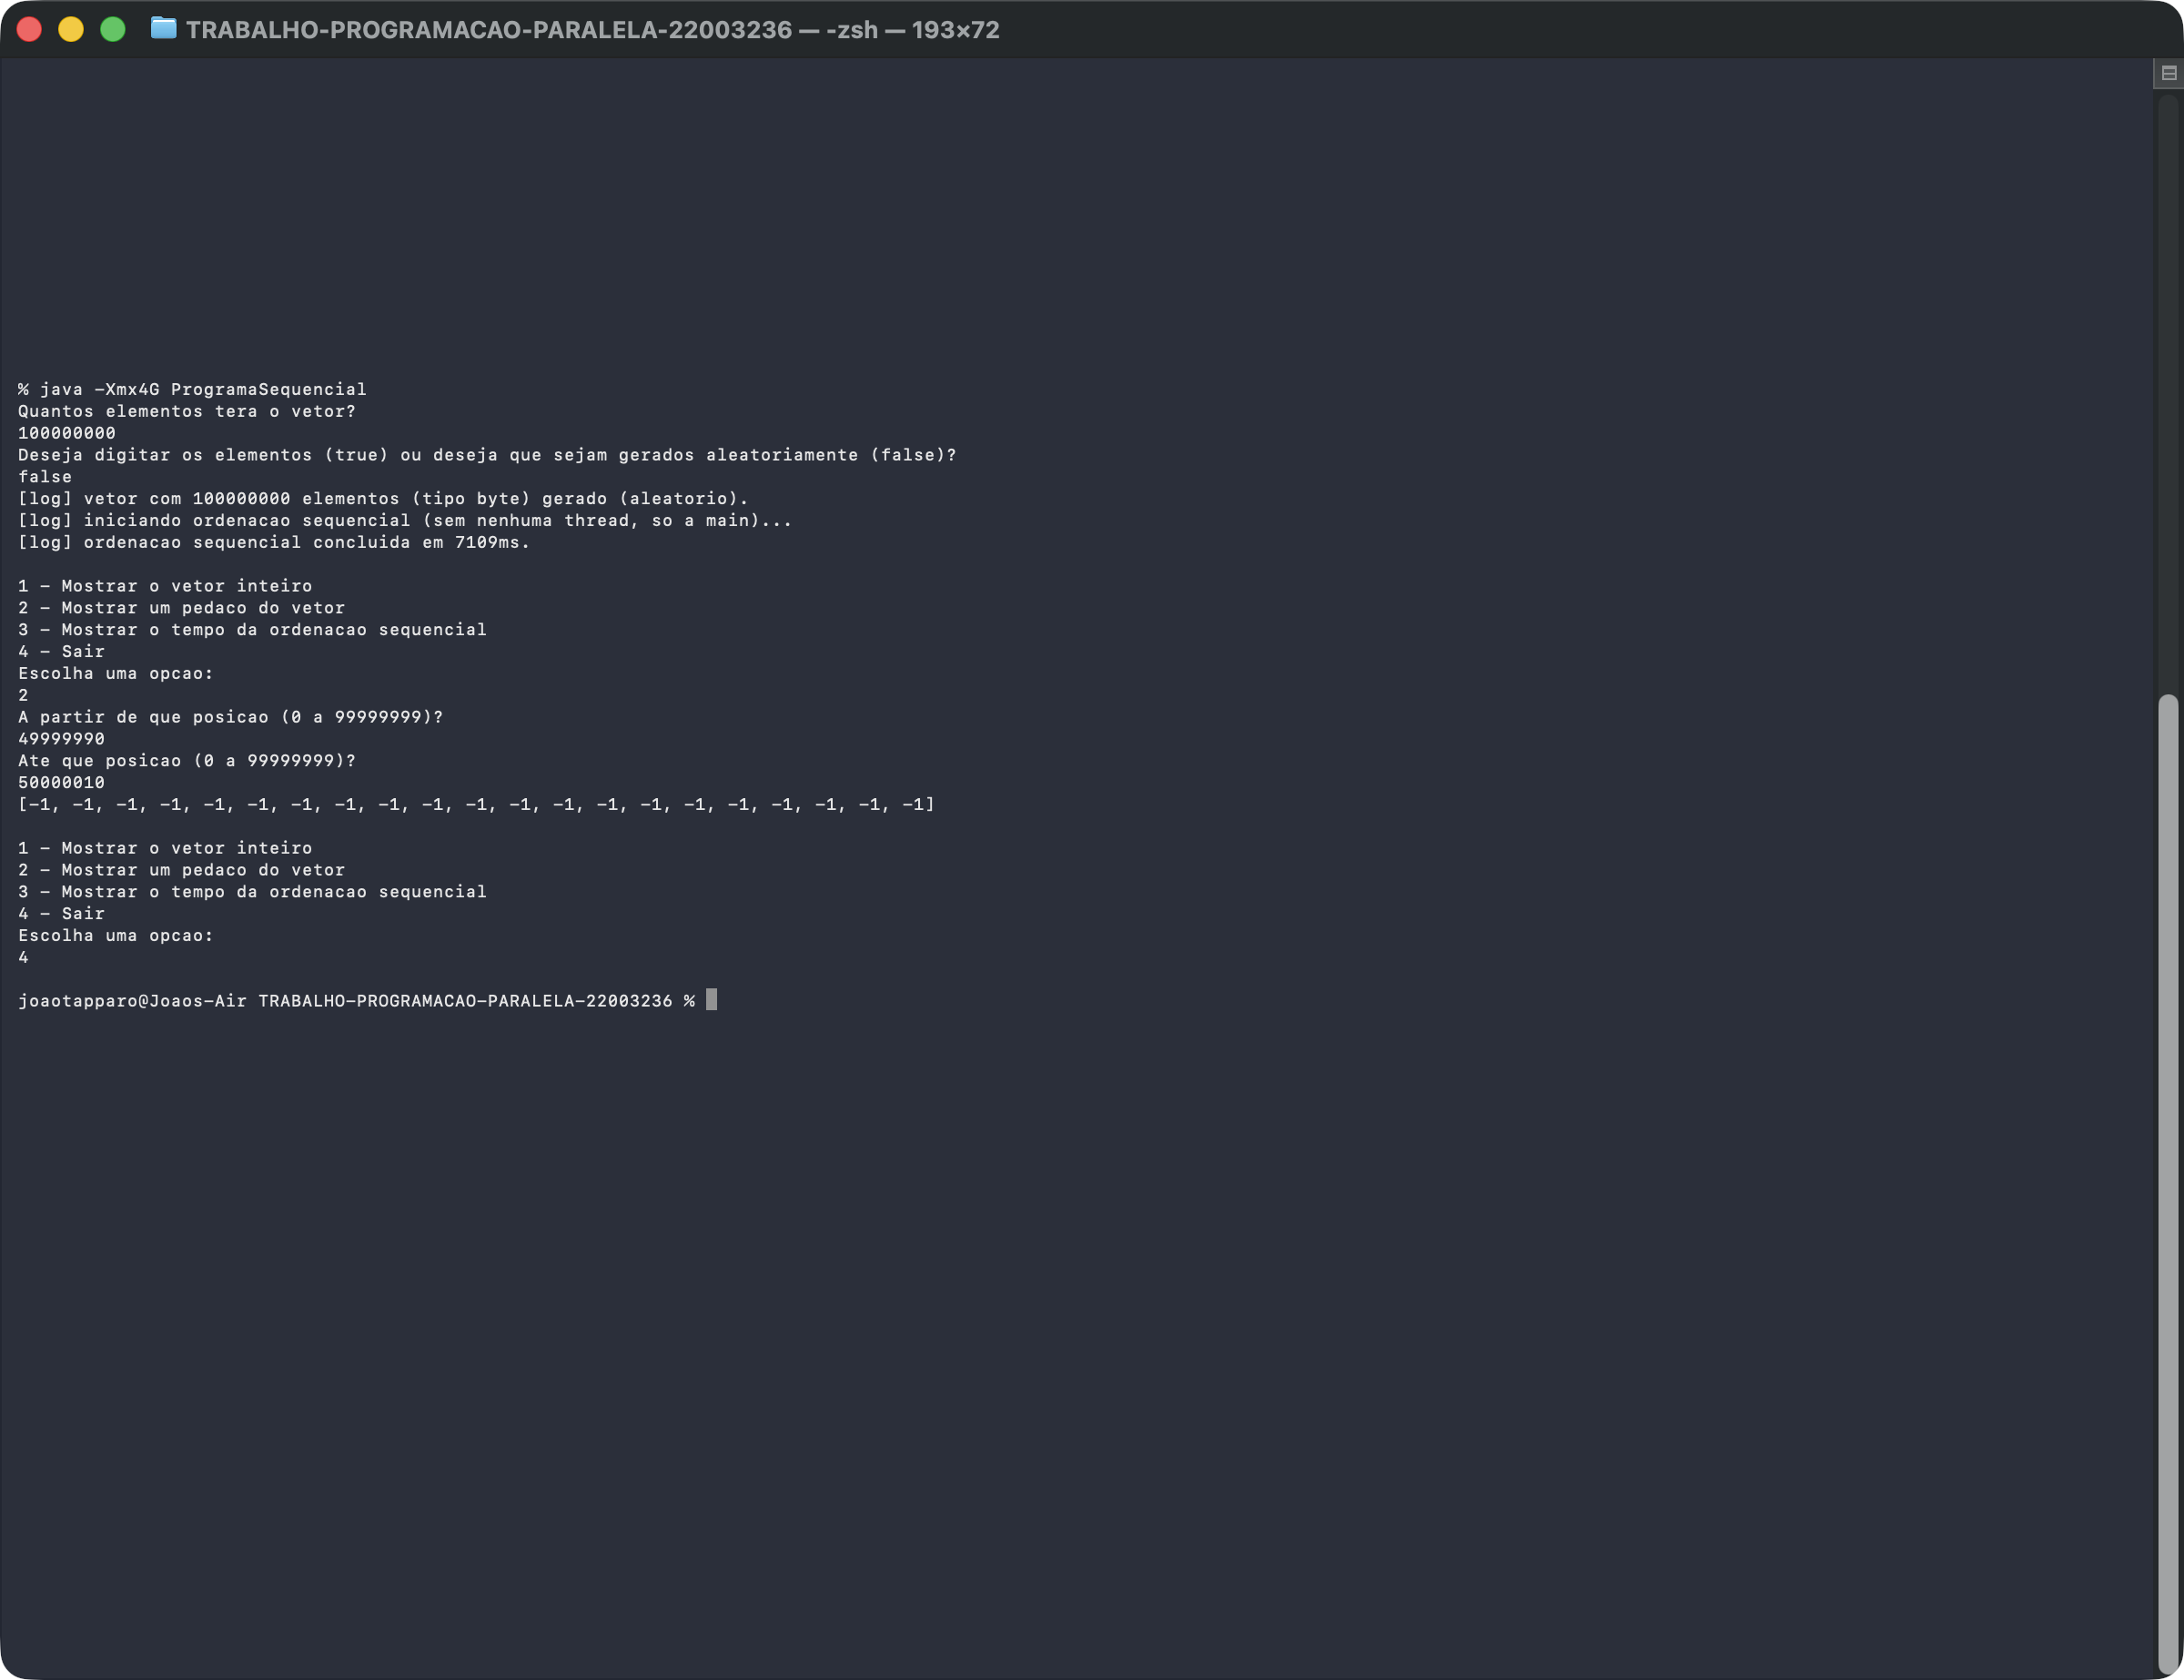 TRABALHO-PROGRAMACAO-PARALELA-22003236 — -zsh — 193×72
% java -Xmx4G ProgramaSequencial
Quantos elementos tera o vetor?
100000000
Deseja digitar os elementos (true) ou deseja que sejam gerados aleatoriamente (false)?
false
[log] vetor com 100000000 elementos (tipo byte) gerado (aleatorio).
[log] iniciando ordenacao sequencial (sem nenhuma thread, so a main)...
[log] ordenacao sequencial concluida em 7109ms.
1 - Mostrar o vetor inteiro
2 - Mostrar um pedaco do vetor
3 - Mostrar o tempo da ordenacao sequencial
4 - Sair
Escolha uma opcao:
2
A partir de que posicao (0 a 99999999)?
49999990
Ate que posicao (0 a 99999999)?
50000010
[-1, -1, -1, -1, -1, -1, -1, -1, -1, -1, -1, -1, -1, -1, -1, -1, -1, -1, -1, -1, -1]
1 - Mostrar o vetor inteiro
2 - Mostrar um pedaco do vetor
3 - Mostrar o tempo da ordenacao sequencial
4 - Sair
Escolha uma opcao:
4
joaotapparo@Joaos-Air TRABALHO-PROGRAMACAO-PARALELA-22003236 %